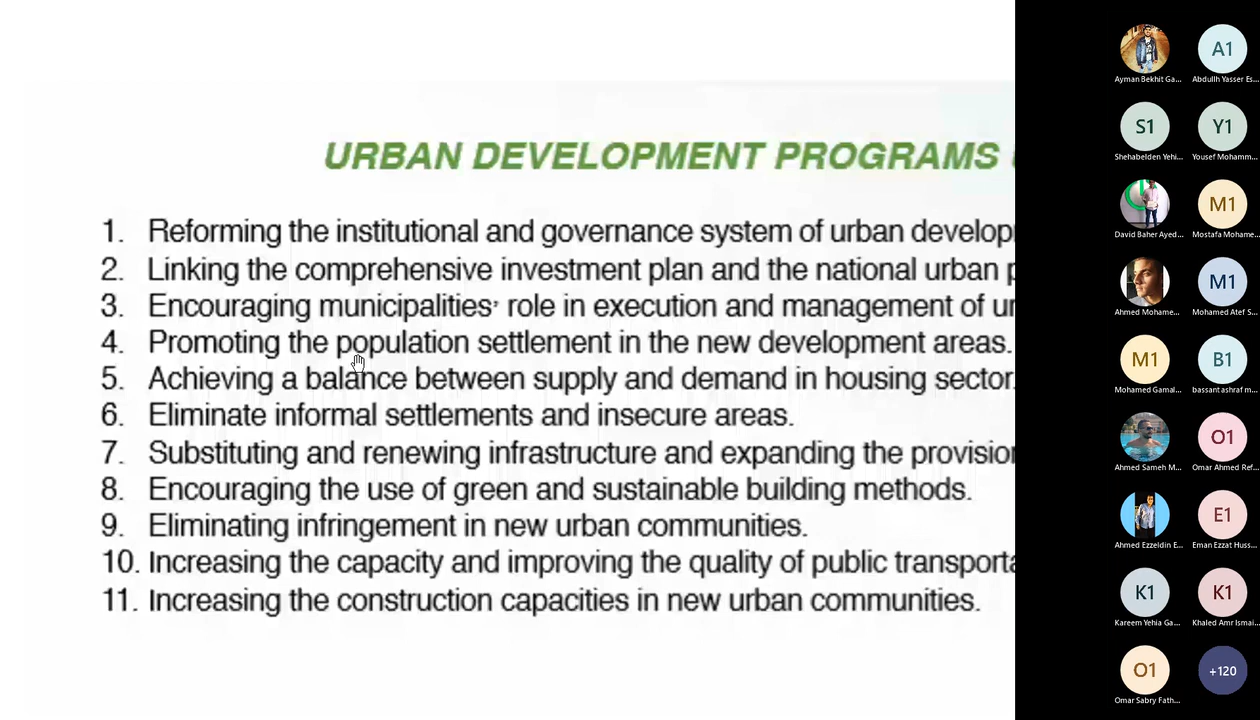 URBAN DEVELOPMENT PROGRAMS
1. Reforming the institutional and governance system of urban develop
2. Linking the comprehensive investment plan and the national urban p
3. Encouraging municipalities' role in execution and management of ur
4. Promoting the population settlement in the new development areas.
5. Achieving a balance between supply and demand in housing sector.
6. Eliminate informal settlements and insecure areas.
7. Substituting and renewing infrastructure and expanding the provision
8. Encouraging the use of green and sustainable building methods.
9. Eliminating infringement in new urban communities.
10. Increasing the capacity and improving the quality of public transporta
11. Increasing the construction capacities in new urban communities.
Ayman Bekhit Ga...
A1
Abdullh Yasser Es...
S1
Shehabelden Yehi...
Y1
Yousef Mohamm...
David Baher Ayed...
M1
Mostafa Mohame...
Ahmed Mohame...
M1
Mohamed Atef S...
M1
Mohamed Gamal...
B1
bassant ashraf m...
Ahmed Sameh M...
O1
Omar Ahmed Ref...
Ahmed Ezzeldin E...
E1
Eman Ezzat Huss...
K1
Kareem Yehia Ga...
K1
Khaled Amr Ismai...
O1
Omar Sabry Fath...
+120